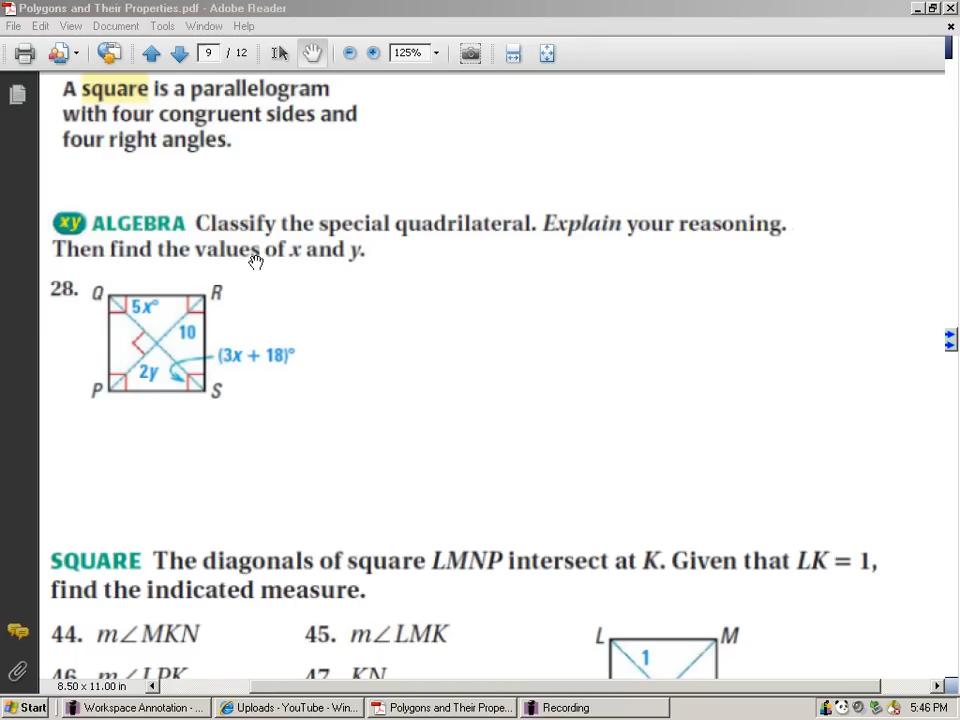 Polygons and Their Properties.pdf - Adobe Reader
File Edit View Document Tools Window Help
9 / 12 125%
A square is a parallelogram
with four congruent sides and
four right angles.
xy ALGEBRA Classify the special quadrilateral. Explain your reasoning.
Then find the values of x and y.
28. Q R
5x°
10
(3x + 18)°
2y
P S
SQUARE The diagonals of square LMNP intersect at K. Given that LK = 1,
find the indicated measure.
44. m∠MKN 45. m∠LMK
L M
1
46. m∠LPK 47. KN
8.50 x 11.00 in
Start Workspace Annotation - ... Uploads - YouTube - Win... Polygons and Their Prope... Recording 5:46 PM